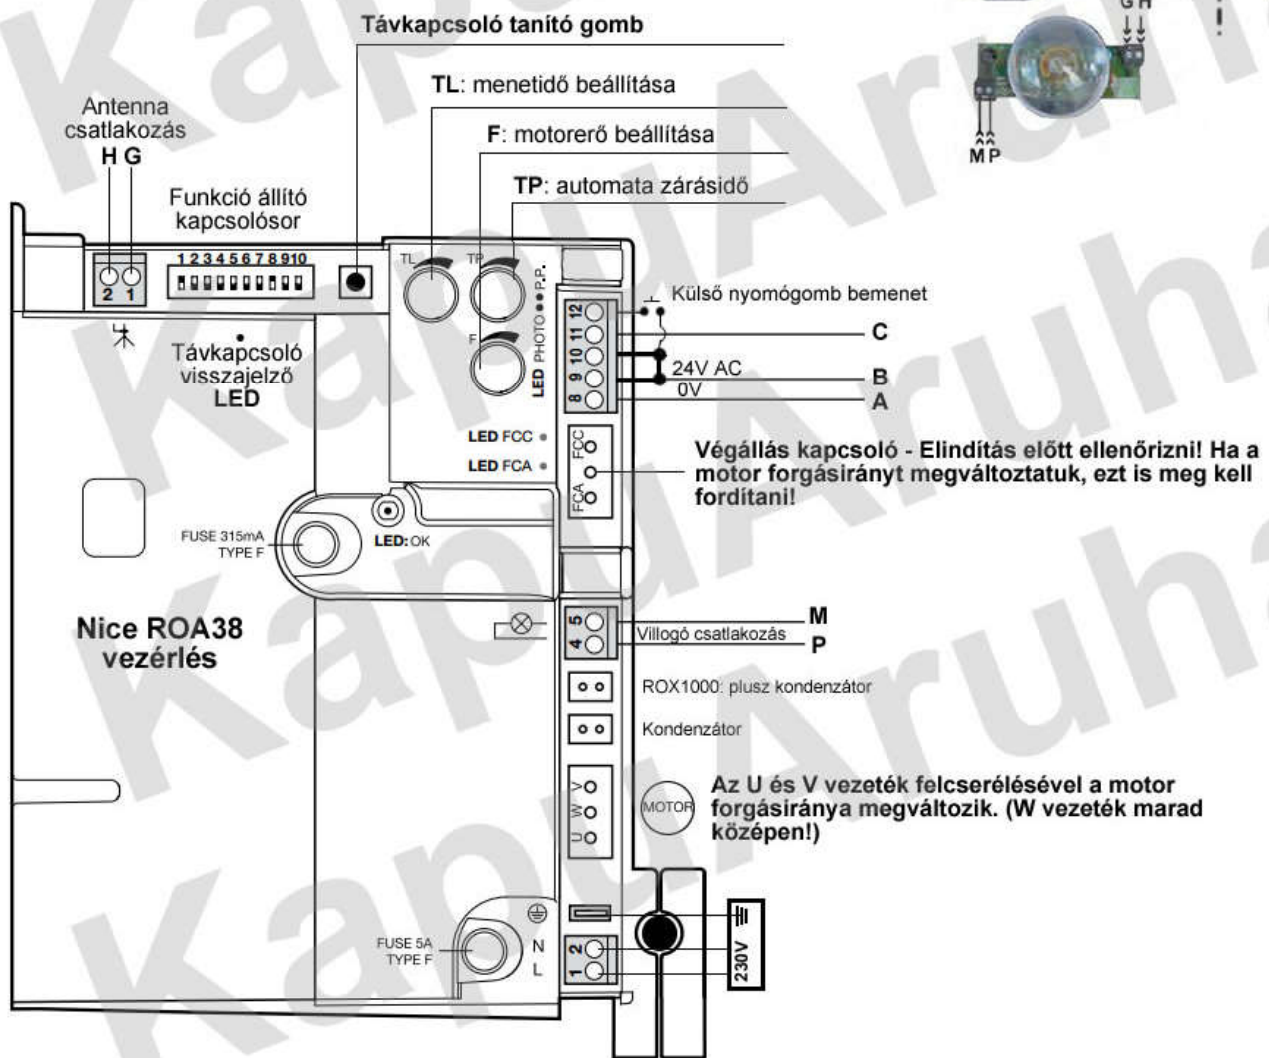 Távkapcsoló tanító gomb
G H
TL: menetidő beállítása
Antenna
csatlakozás
H G
F: motorerő beállítása
M P
TP: automata zárásidő
Funkció állító
kapcsolósor
1 2 3 4 5 6 7 8 9 10
TL
TP
2 1
F
LED PHOTO P.P.
12
11
10
9
8
Külső nyomógomb bemenet
C
24V AC
B
0V
A
Távkapcsoló
visszajelző
LED
LED FCC
LED FCA
FCC
FCA
Végállás kapcsoló - Elindítás előtt ellenőrizni! Ha a
motor forgásirányt megváltoztatuk, ezt is meg kell
fordítani!
FUSE 315mA
TYPE F
LED: OK
Nice ROA38
vezérlés
5
4
M
Villogó csatlakozás
P
ROX1000: plusz kondenzátor
Kondenzátor
V
W
U
MOTOR
Az U és V vezeték felcserélésével a motor
forgásiránya megváltozik. (W vezeték marad
középen!)
FUSE 5A
TYPE F
N
L
2
1
230V
KapuAruha
KapuAruha
KapuAruha
KapuAruha